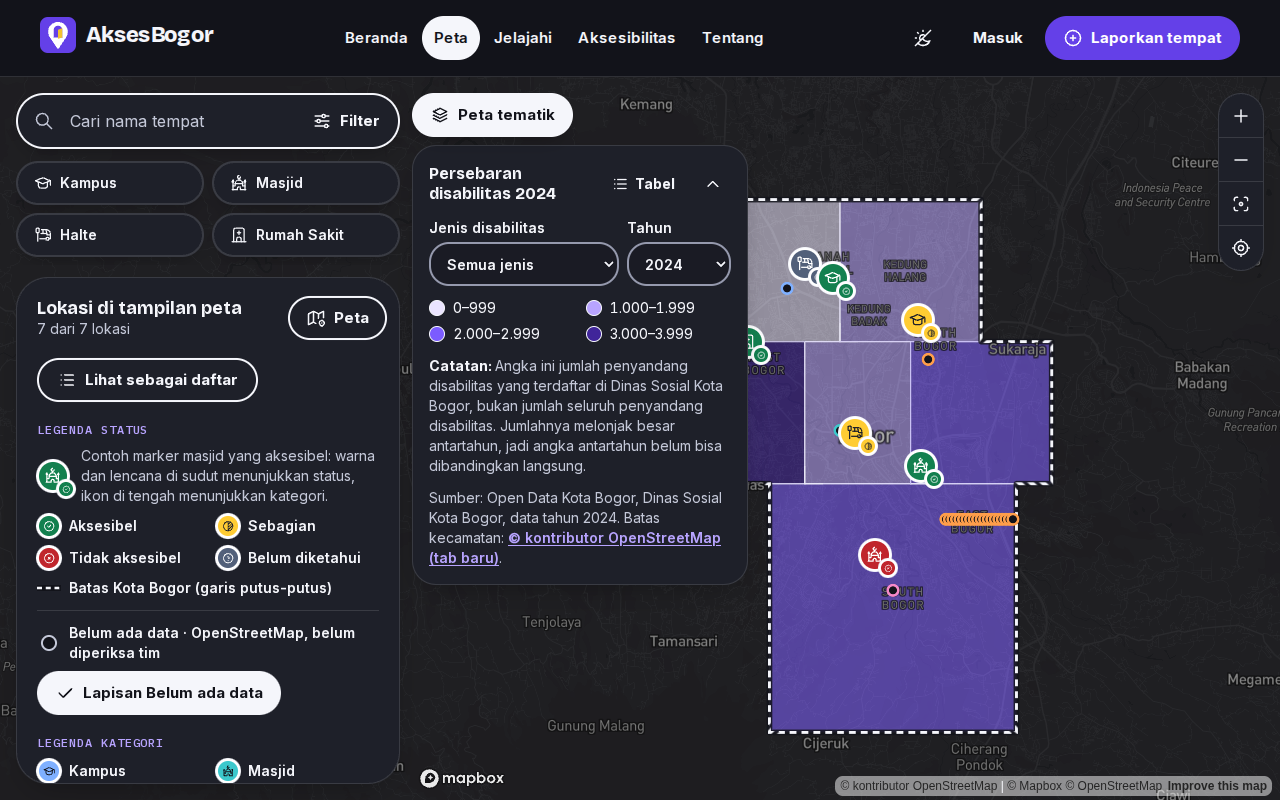 AksesBogor
Beranda
Peta
Jelajahi
Aksesibilitas
Tentang
Masuk
Laporkan tempat
Cari nama tempat
Filter
Kampus
Masjid
Halte
Rumah Sakit
Lokasi di tampilan peta
7 dari 7 lokasi
Peta
Lihat sebagai daftar
LEGENDA STATUS
Contoh marker masjid yang aksesibel: warna
dan lencana di sudut menunjukkan status,
ikon di tengah menunjukkan kategori.
Aksesibel
Sebagian
Tidak aksesibel
Belum diketahui
Batas Kota Bogor (garis putus-putus)
Belum ada data · OpenStreetMap, belum
diperiksa tim
Lapisan Belum ada data
LEGENDA KATEGORI
Kampus
Masjid
Peta tematik
Persebaran
disabilitas 2024
Tabel
Jenis disabilitas
Tahun
Semua jenis
2024
0–999
1.000–1.999
2.000–2.999
3.000–3.999
Catatan: Angka ini jumlah penyandang
disabilitas yang terdaftar di Dinas Sosial Kota
Bogor, bukan jumlah seluruh penyandang
disabilitas. Jumlahnya melonjak besar
antartahun, jadi angka antartahun belum bisa
dibandingkan langsung.
Sumber: Open Data Kota Bogor, Dinas Sosial
Kota Bogor, data tahun 2024. Batas
kecamatan: © kontributor OpenStreetMap
(tab baru).
Kemang
Indonesia Peace
and Security Centre
KEDUNG
HALANG
KEDUNG
BADAK
BOGOR
Sukaraja
BOGOR
Babakan
Madang
Recreation
BOGOR
BOGOR
Tenjolaya
Tamansari
Gunung Malang
Cijeruk
Ciherang
Pondok
mapbox
© kontributor OpenStreetMap | © Mapbox © OpenStreetMap Improve this map